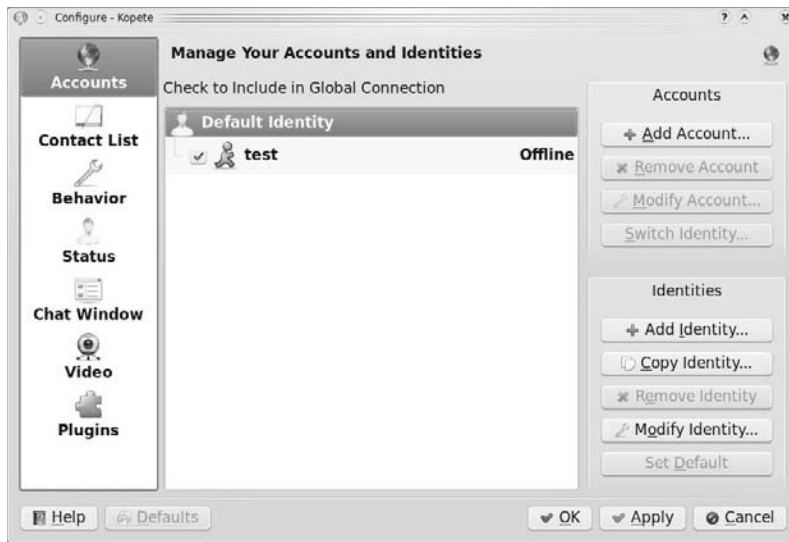 Configure - Kopete
Accounts
Contact List
Behavior
Status
Chat Window
Video
Plugins
Manage Your Accounts and Identities
Check to Include in Global Connection
Default Identity
test Offline
Accounts
Add Account...
Remove Account
Modify Account...
Switch Identity...
Identities
Add Identity...
Copy Identity...
Remove Identity
Modify Identity...
Set Default
Help
Defaults
OK
Apply
Cancel